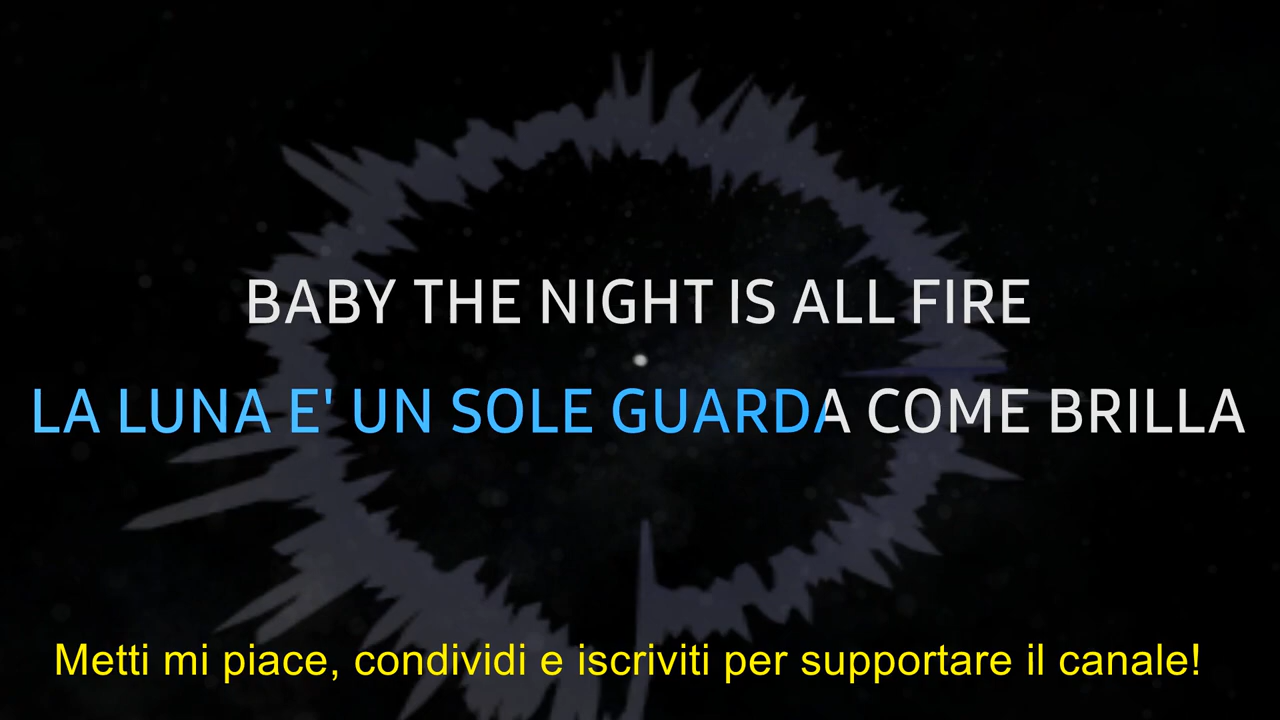 BABY THE NIGHT IS ALL FIRE
LA LUNA E' UN SOLE GUARDA COME BRILLA
Metti mi piace, condividi e iscriviti per supportare il canale!